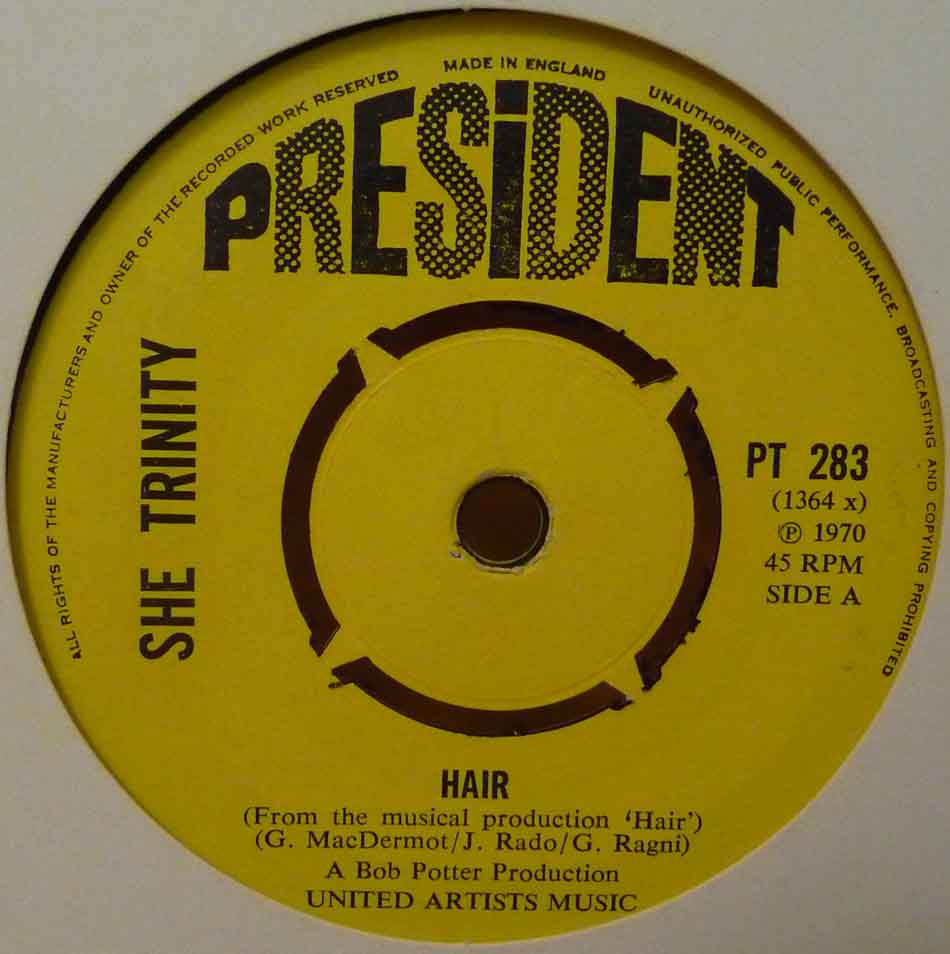 ALL RIGHTS OF THE MANUFACTURERS AND OWNER OF THE RECORDED WORK RESERVED
MADE IN ENGLAND
UNAUTHORIZED PUBLIC PERFORMANCE, BROADCASTING AND COPYING PROHIBITED
PRESiDENT
SHE TRINITY
PT 283
(1364 x)
℗ 1970
45 RPM
SIDE A
HAIR
(From the musical production ‘Hair’)
(G. MacDermot/J. Rado/G. Ragni)
A Bob Potter Production
UNITED ARTISTS MUSIC